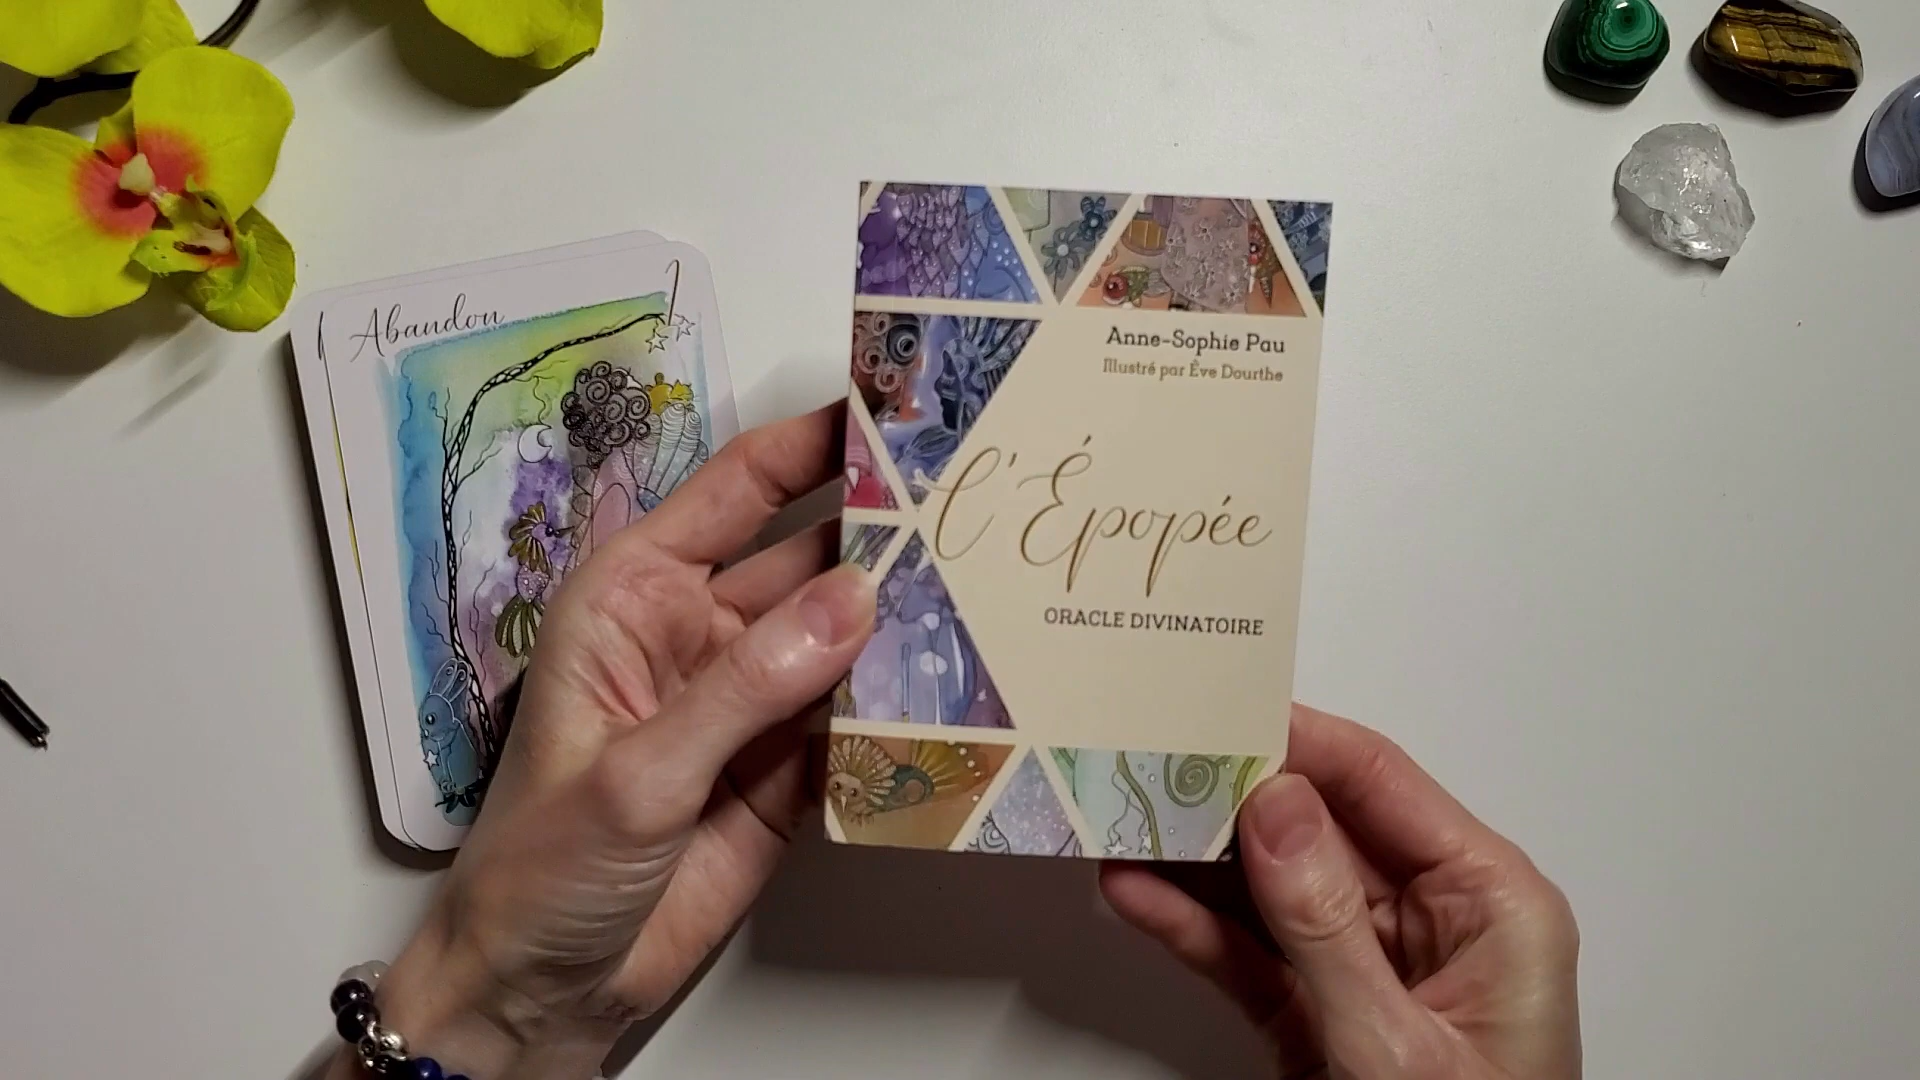 Abandon
Anne-Sophie Pau
Illustré par Ève Dourthe
l'Épopée
ORACLE DIVINATOIRE